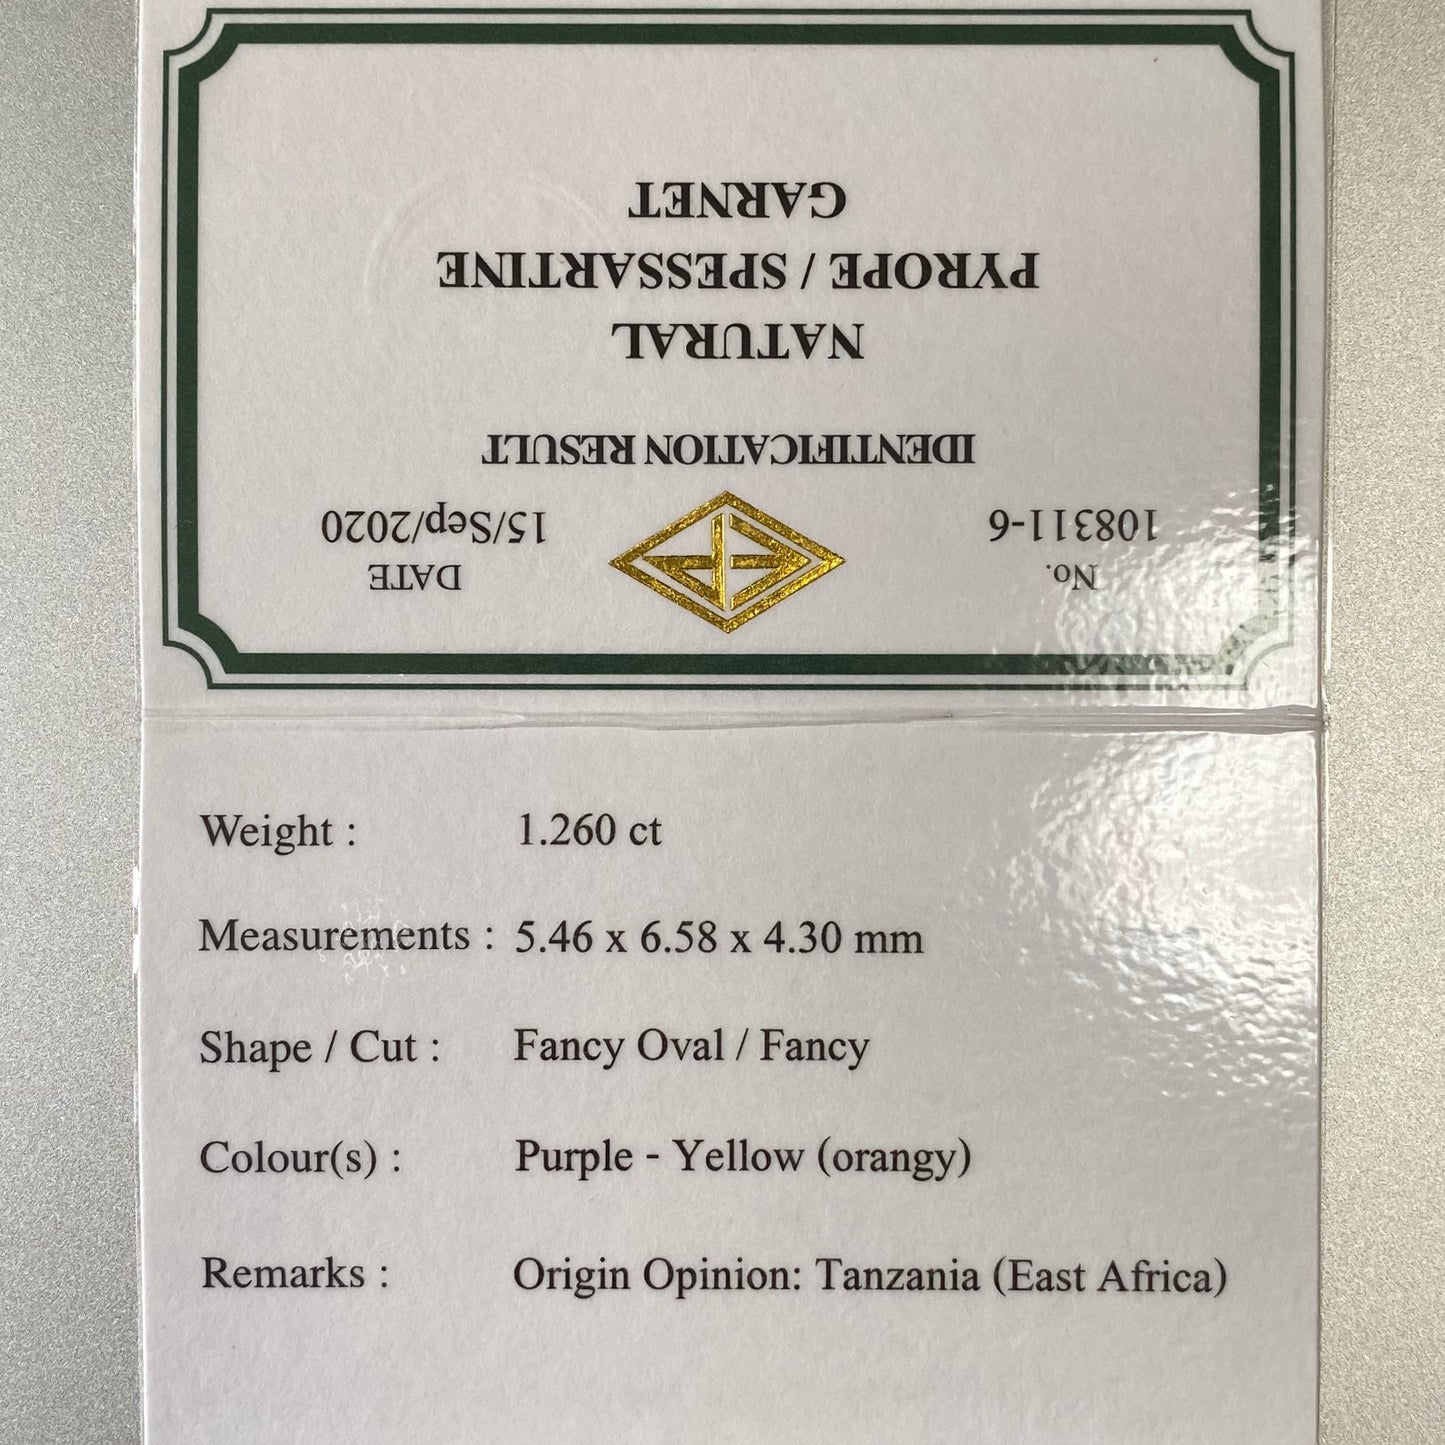 No.
108311-6
EP
DATE
15/Sep/2020
IDENTIFICATION RESULT
NATURAL
PYROPE / SPESSARTINE
GARNET
Weight : 1.260 ct
Measurements : 5.46 x 6.58 x 4.30 mm
Shape / Cut : Fancy Oval / Fancy
Colour(s) : Purple - Yellow (orangy)
Remarks : Origin Opinion: Tanzania (East Africa)